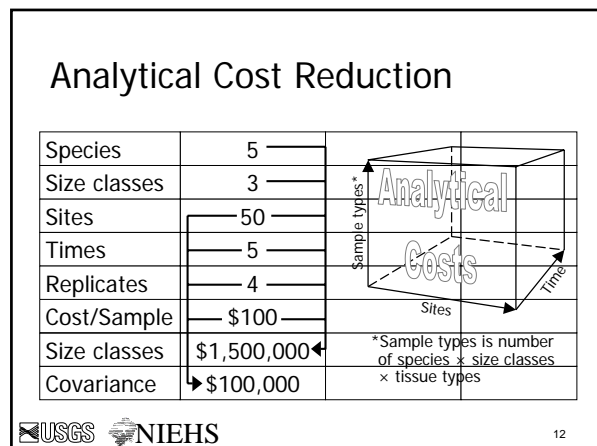 Analytical Cost Reduction
Species 5
Size classes 3
Sites 50
Times 5
Replicates 4
Cost/Sample $100
Size classes $1,500,000
Covariance $100,000
Sample types*
Analytical
Costs
Sites
Time
*Sample types is number
of species × size classes
× tissue types
USGS NIEHS
12